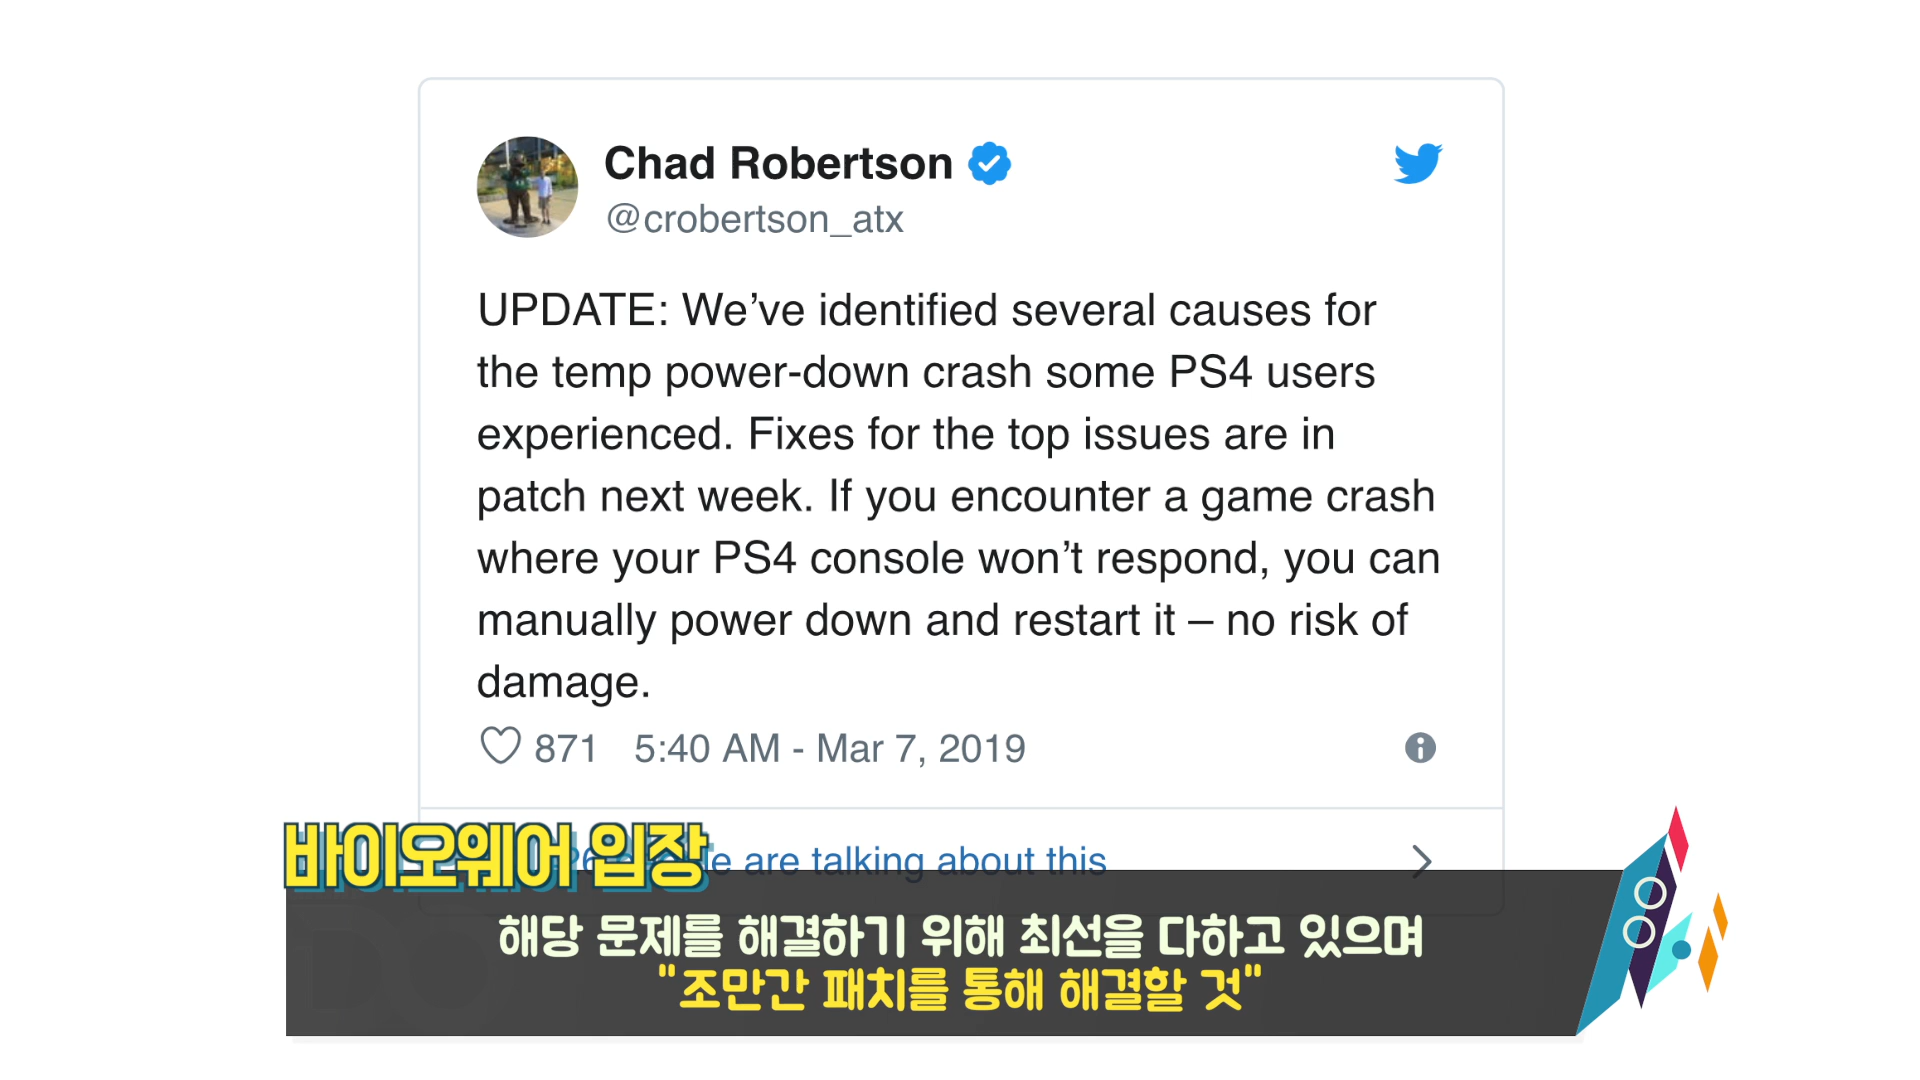 Chad Robertson
@crobertson_atx
UPDATE: We’ve identified several causes for
the temp power-down crash some PS4 users
experienced. Fixes for the top issues are in
patch next week. If you encounter a game crash
where your PS4 console won’t respond, you can
manually power down and restart it – no risk of
damage.
871 5:40 AM - Mar 7, 2019
are talking about this
바이오웨어 입장
해당 문제를 해결하기 위해 최선을 다하고 있으며
"조만간 패치를 통해 해결할 것"